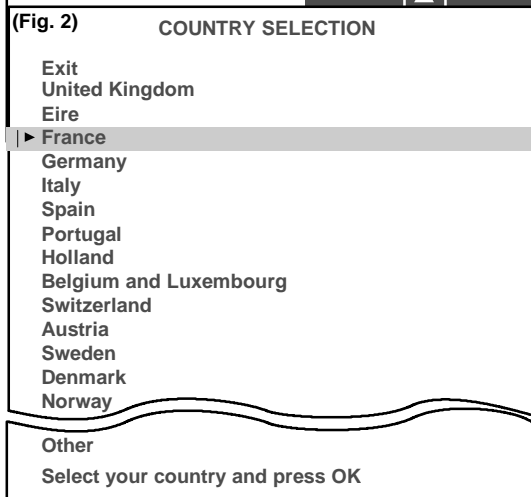 (Fig. 2)
COUNTRY SELECTION
Exit
United Kingdom
Eire
France
Germany
Italy
Spain
Portugal
Holland
Belgium and Luxembourg
Switzerland
Austria
Sweden
Denmark
Norway
Other
Select your country and press OK